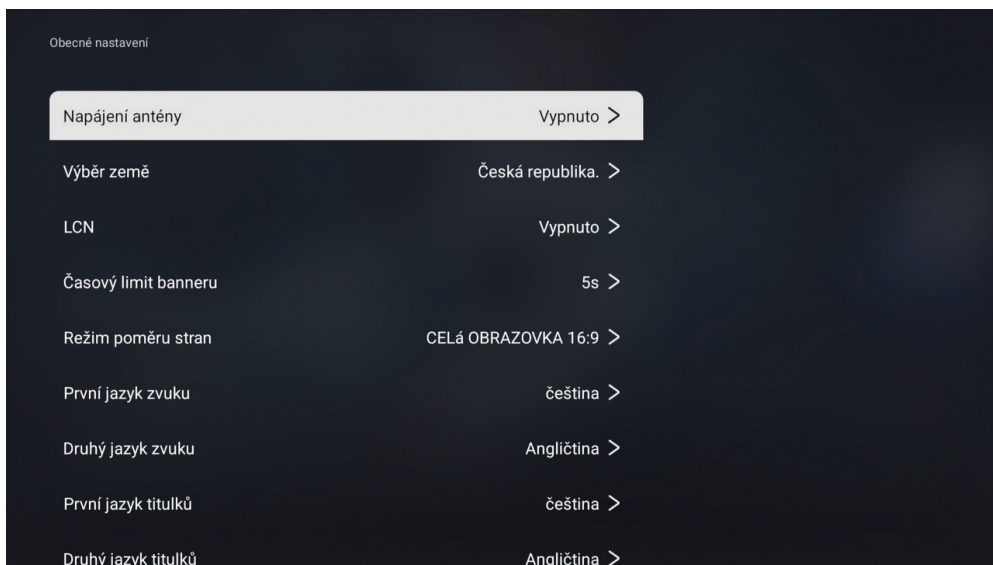 Obecné nastavení
Napájení antény Vypnuto >
Výběr země Česká republika. >
LCN Vypnuto >
Časový limit banneru 5s >
Režim poměru stran CELá OBRAZOVKA 16:9 >
První jazyk zvuku čeština >
Druhý jazyk zvuku Angličtina >
První jazyk titulků čeština >
Druhý jazyk titulků Angličtina >